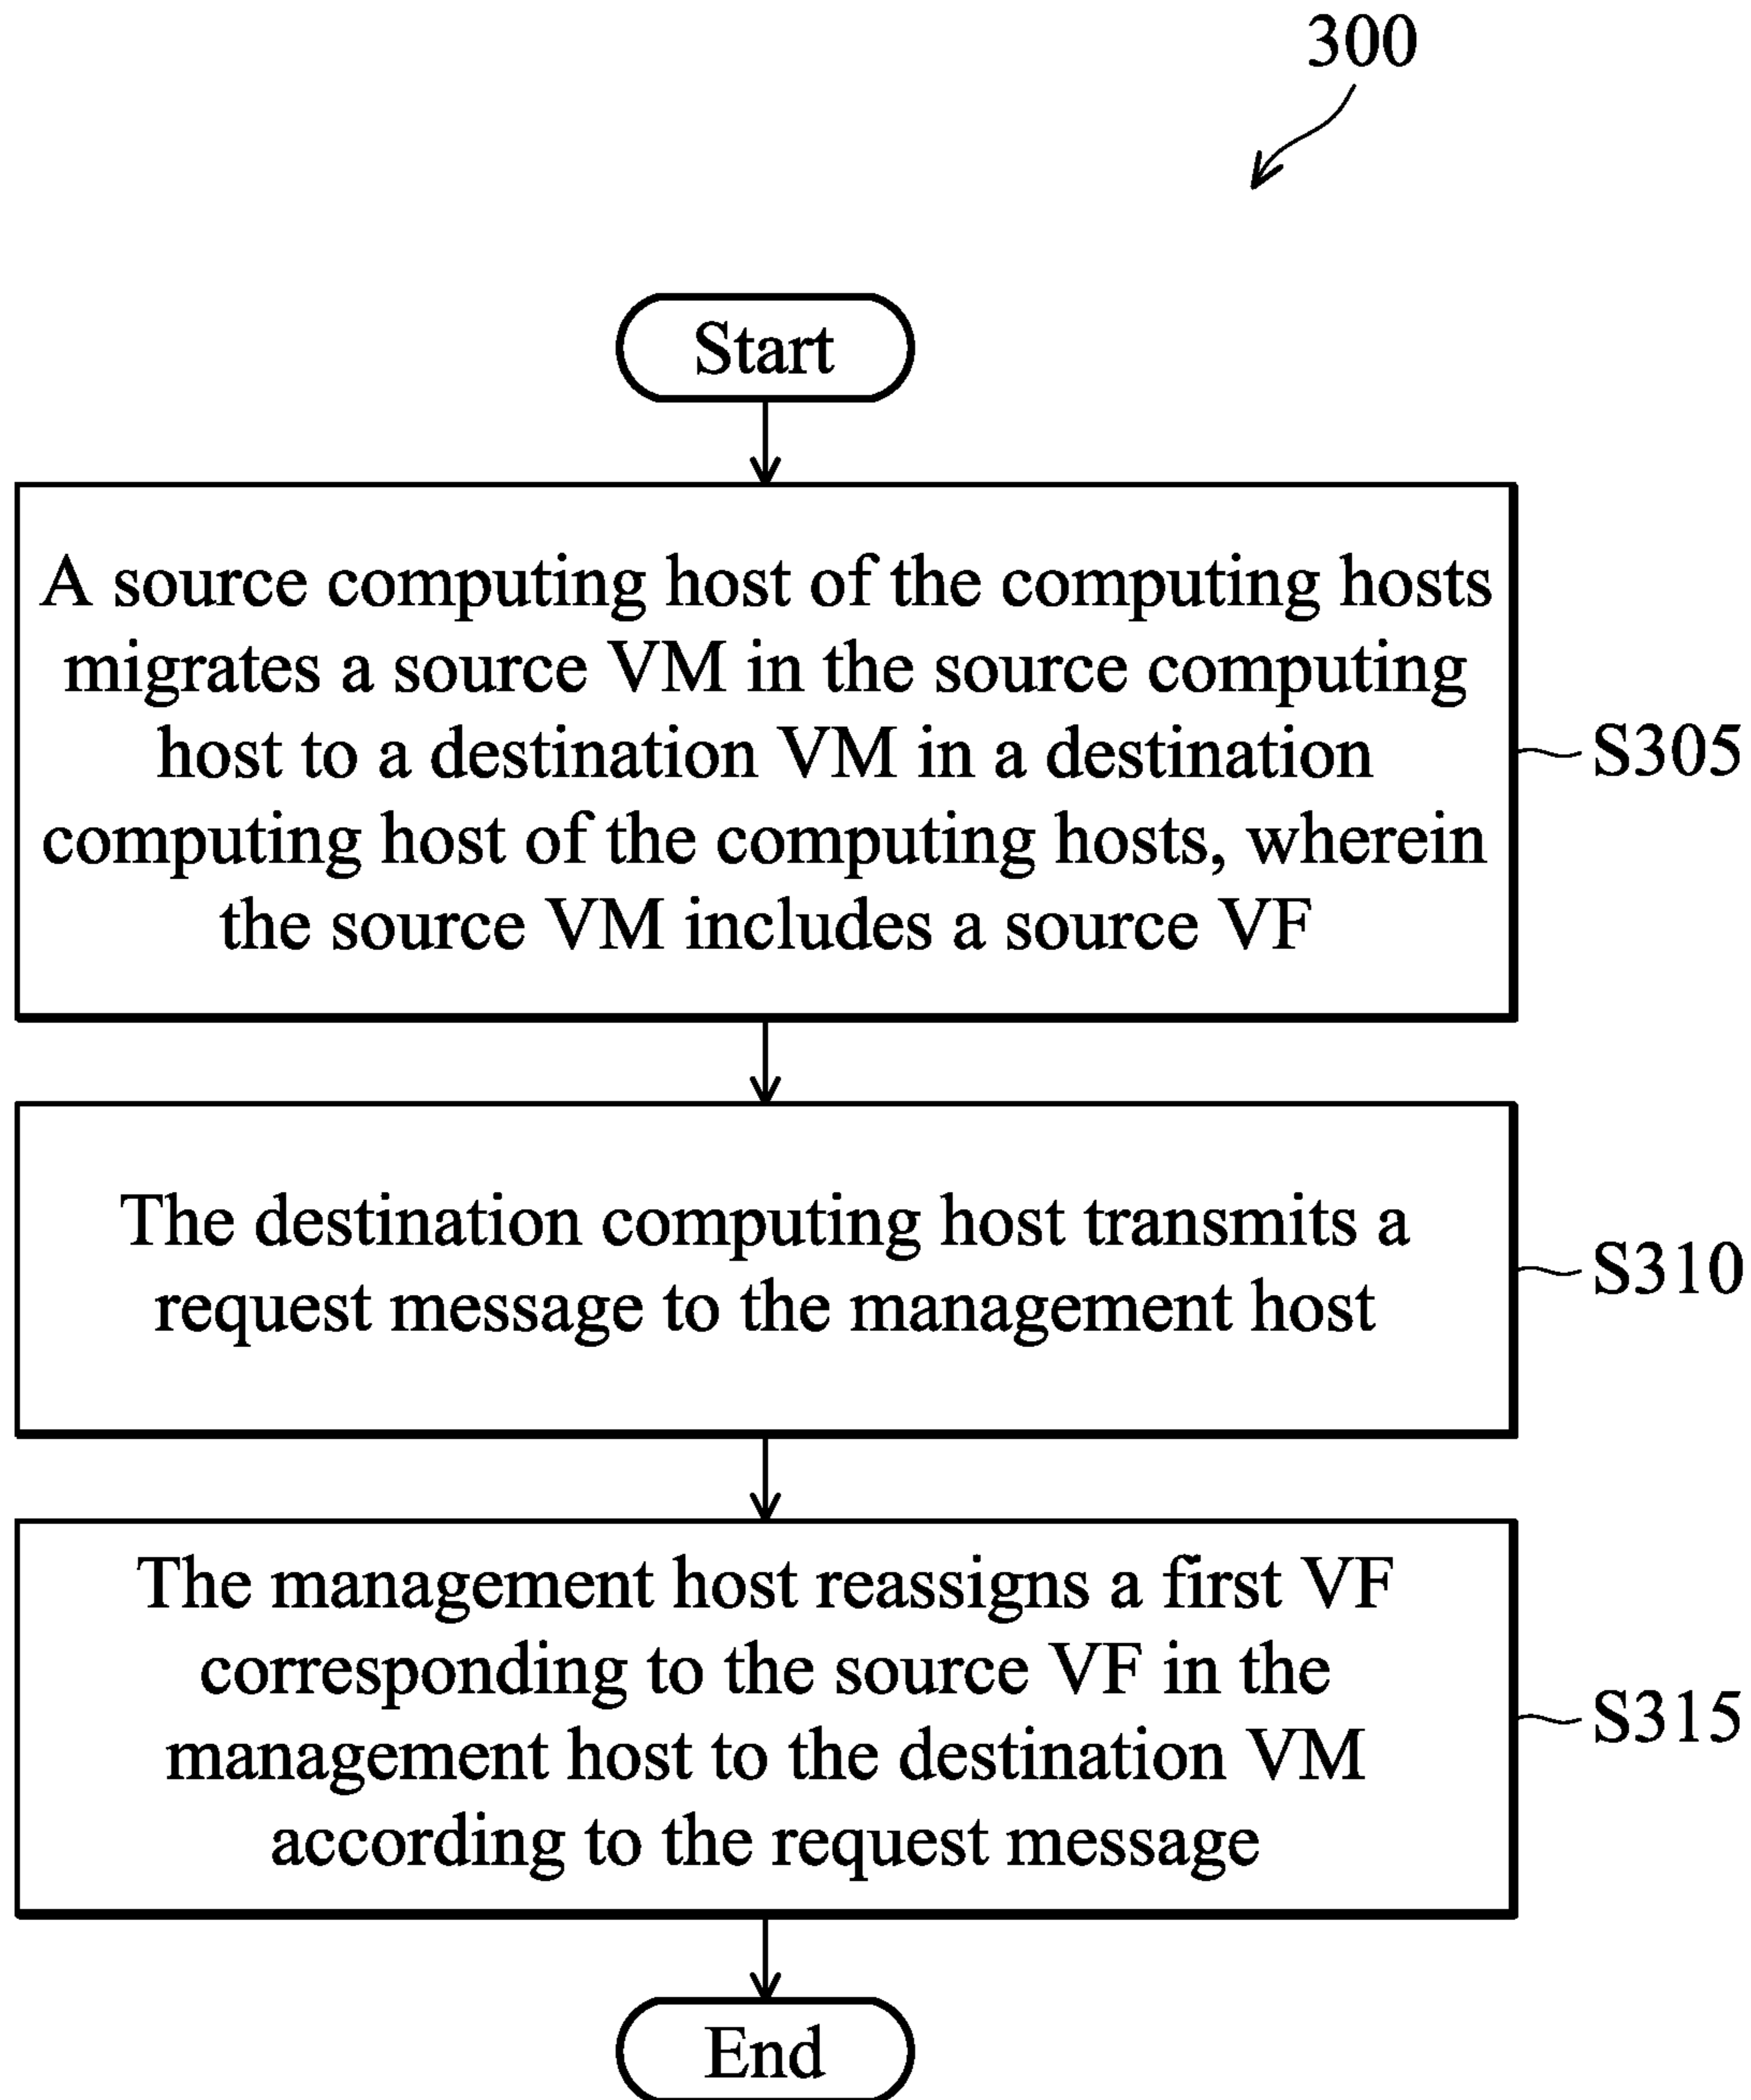 300
Start
A source computing host of the computing hosts
migrates a source VM in the source computing
host to a destination VM in a destination
computing host of the computing hosts, wherein
the source VM includes a source VF
S305
The destination computing host transmits a
request message to the management host
S310
The management host reassigns a first VF
corresponding to the source VF in the
management host to the destination VM
according to the request message
S315
End